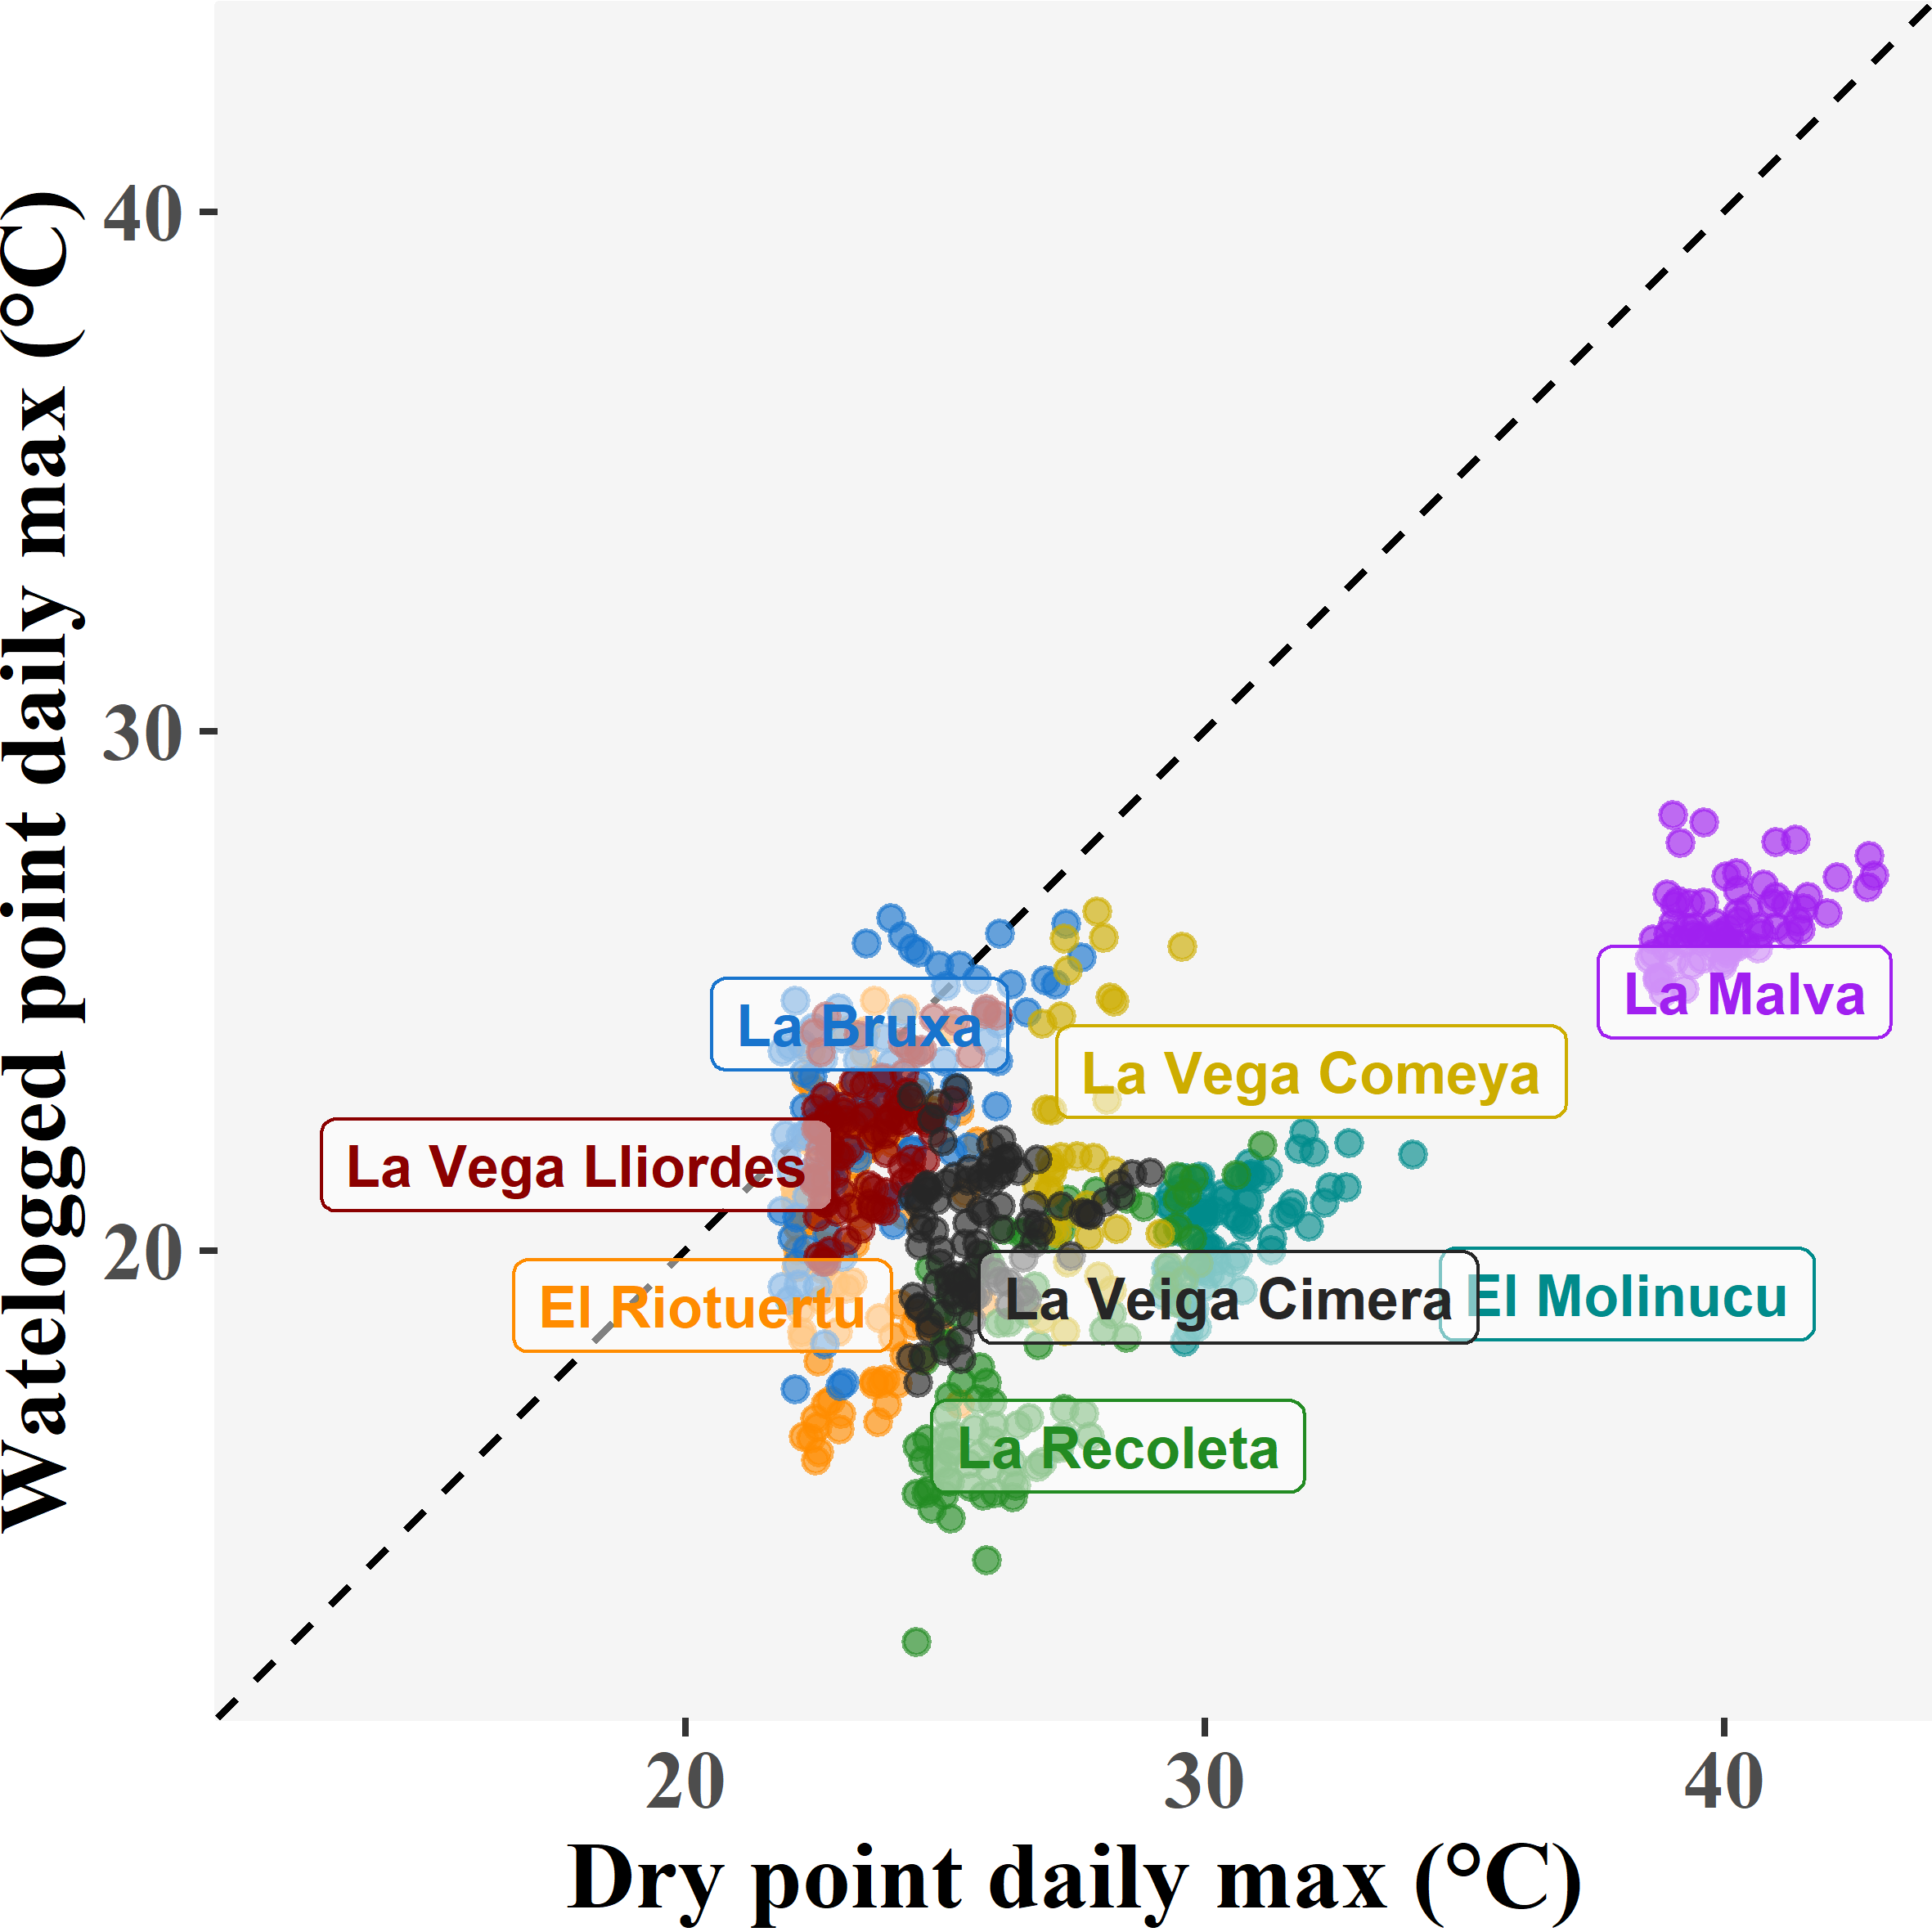 Watelogged point daily max (°C)
40
30
20
La Malva
La Bruxa
La Vega Comeya
La Vega Lliordes
El Riotuertu
La Veiga Cimera
El Molinucu
La Recoleta
20
30
40
Dry point daily max (°C)